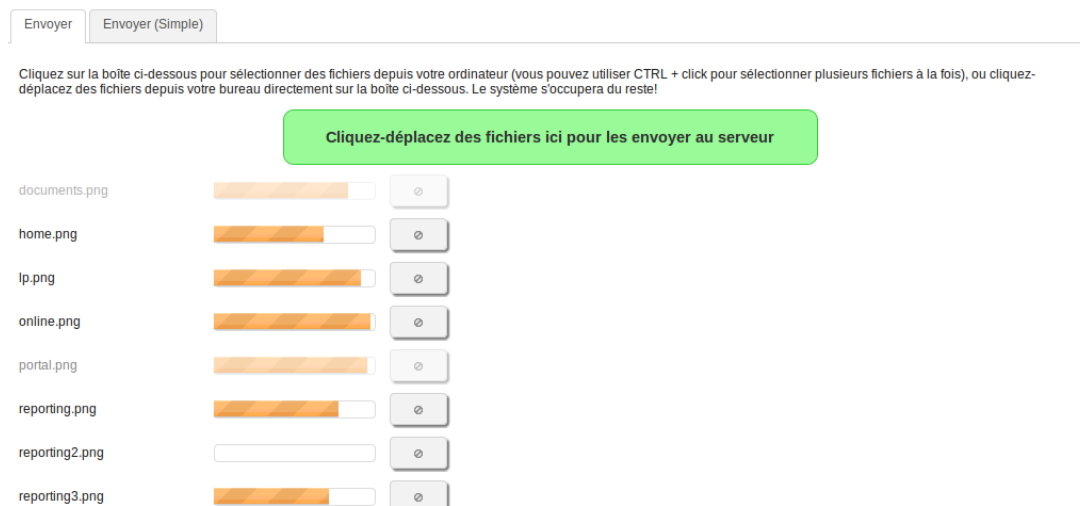 Envoyer
Envoyer (Simple)
Cliquez sur la boîte ci-dessous pour sélectionner des fichiers depuis votre ordinateur (vous pouvez utiliser CTRL + click pour sélectionner plusieurs fichiers à la fois), ou cliquez-
déplacez des fichiers depuis votre bureau directement sur la boîte ci-dessous. Le système s'occupera du reste!
Cliquez-déplacez des fichiers ici pour les envoyer au serveur
documents.png
home.png
lp.png
online.png
portal.png
reporting.png
reporting2.png
reporting3.png